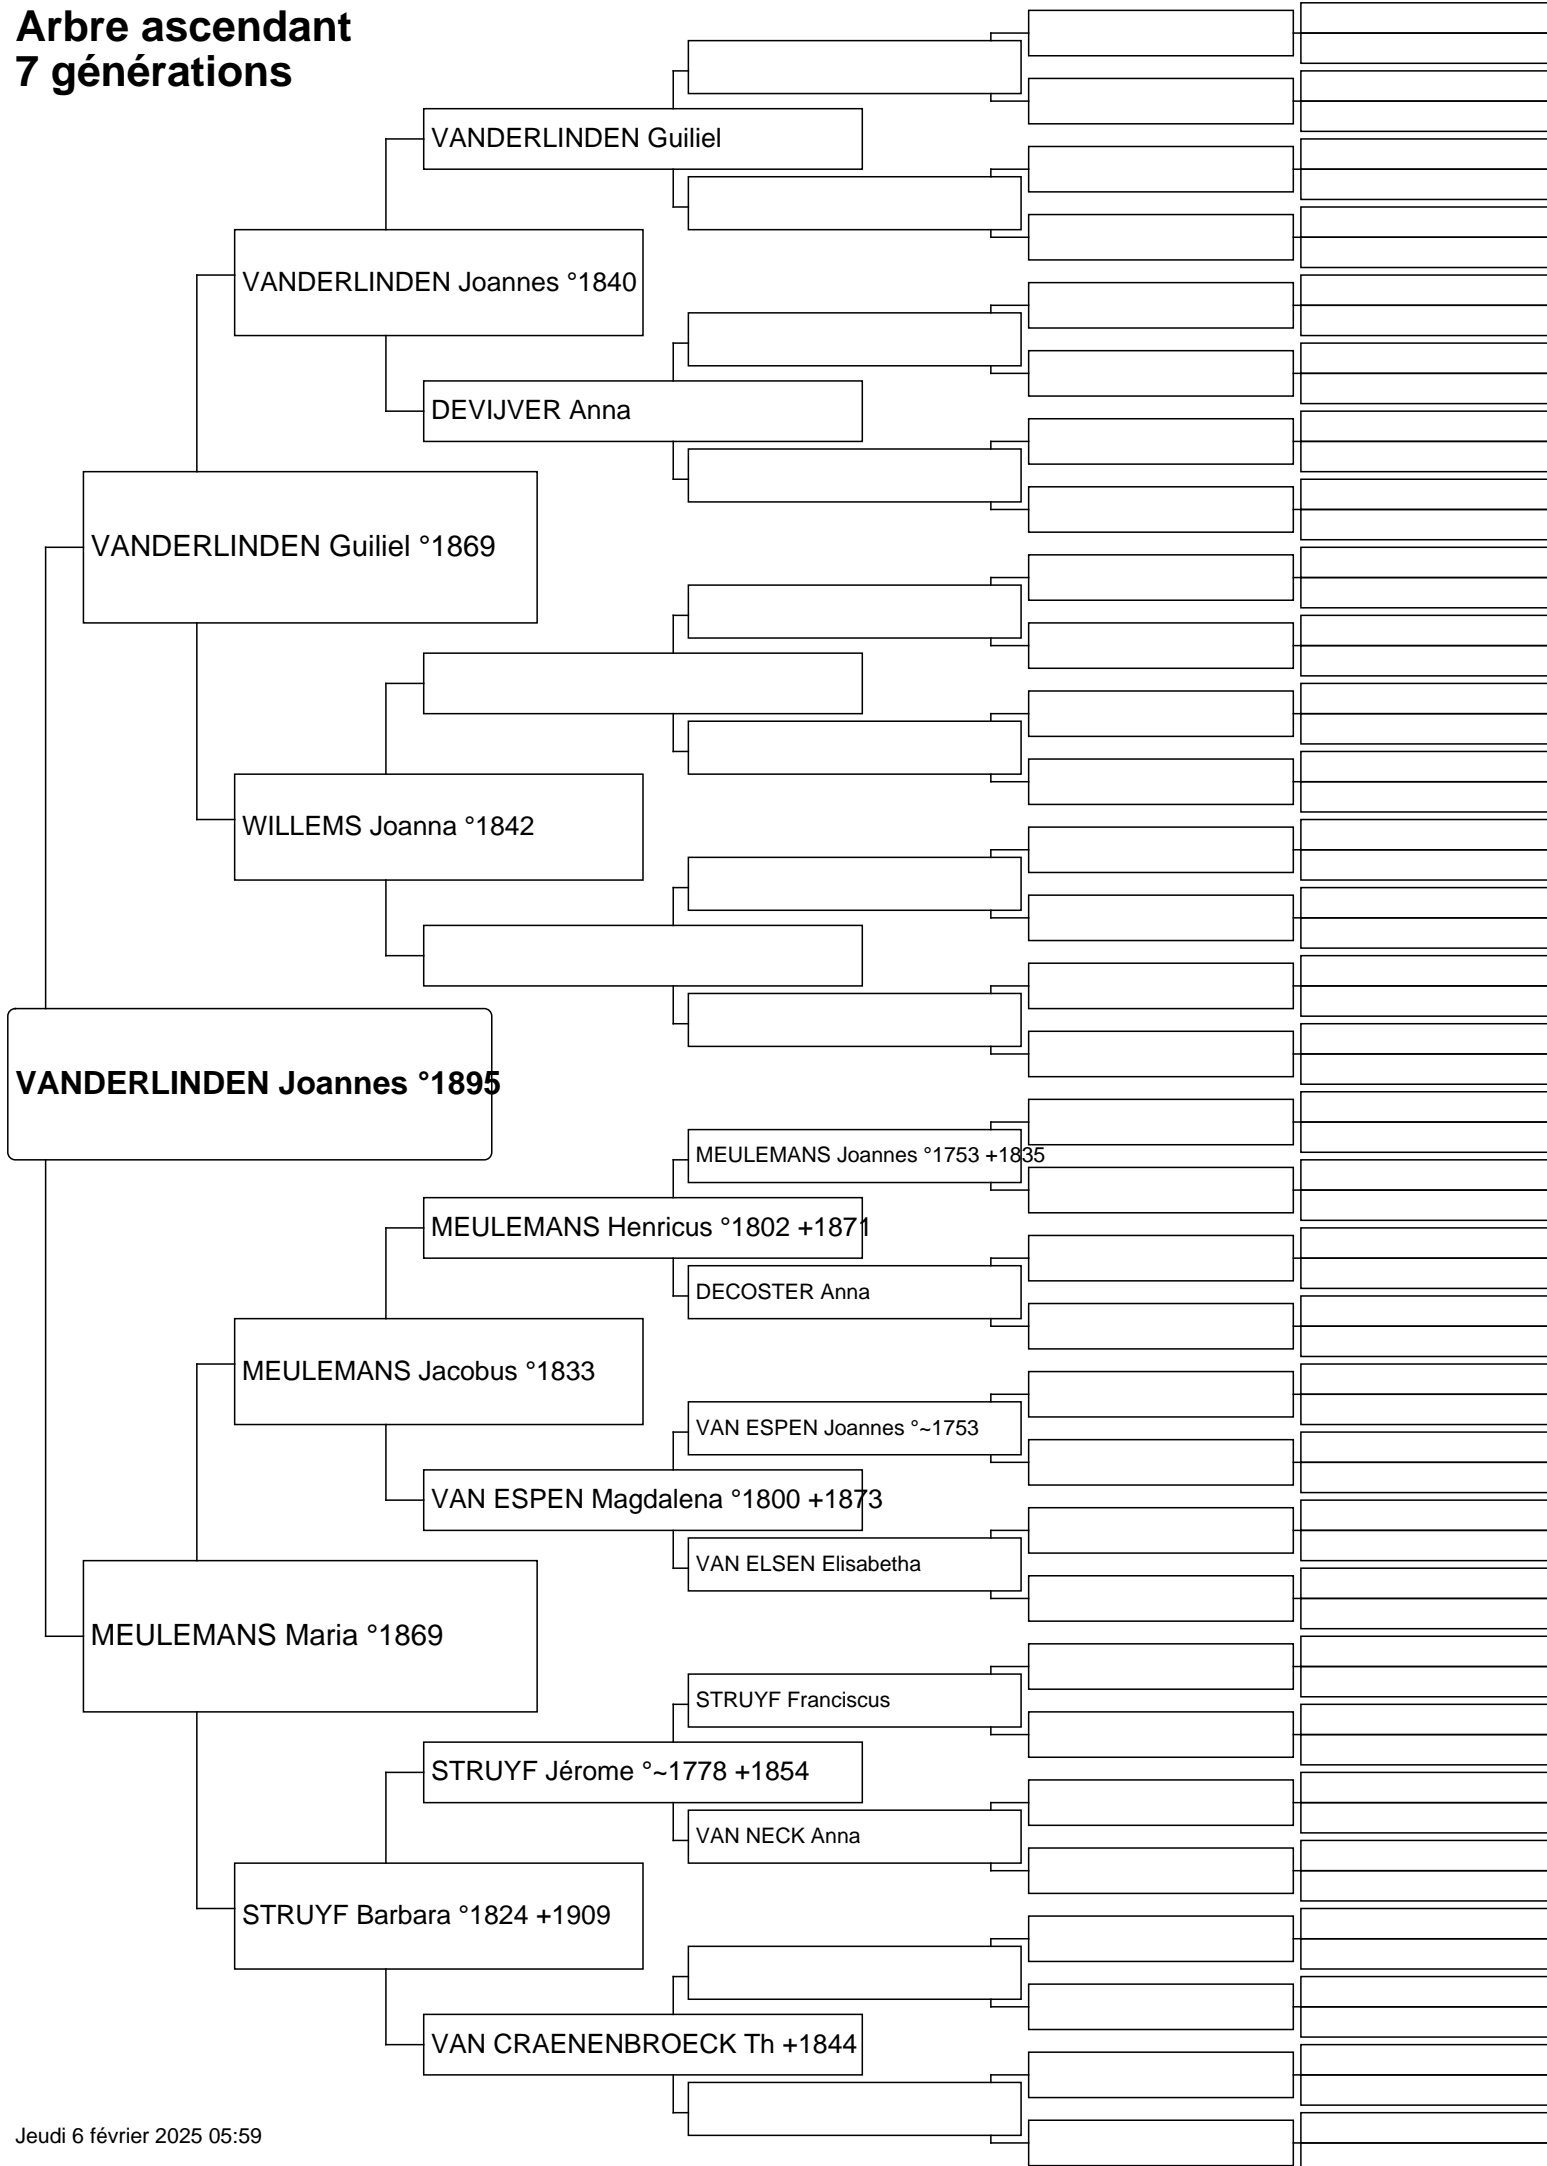 Arbre ascendant
7 générations
VANDERLINDEN Guiliel
VANDERLINDEN Joannes °1840
DEVIJVER Anna
VANDERLINDEN Guiliel °1869
WILLEMS Joanna °1842
VANDERLINDEN Joannes °1895
MEULEMANS Joannes °1753 +1835
MEULEMANS Henricus °1802 +1871
DECOSTER Anna
MEULEMANS Jacobus °1833
VAN ESPEN Joannes °~1753
VAN ESPEN Magdalena °1800 +1873
VAN ELSEN Elisabetha
MEULEMANS Maria °1869
STRUYF Franciscus
STRUYF Jérome °~1778 +1854
VAN NECK Anna
STRUYF Barbara °1824 +1909
VAN CRAENENBROECK Th +1844
Jeudi 6 février 2025 05:59